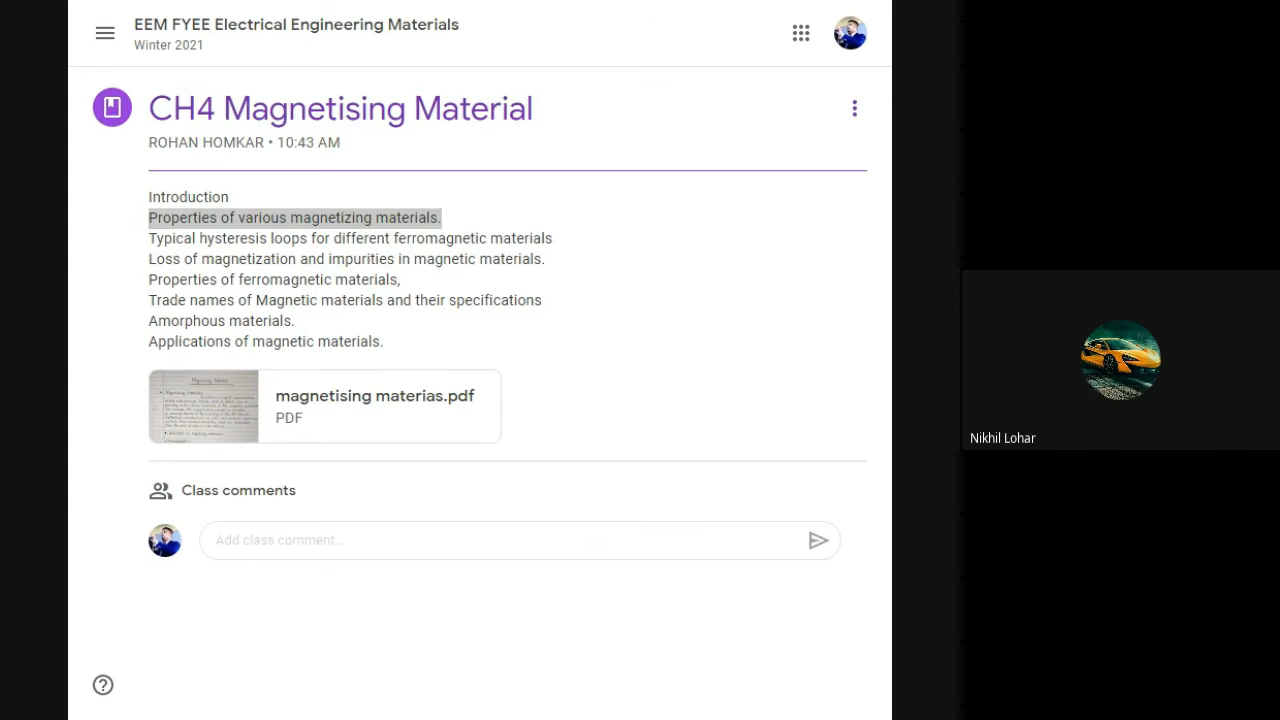 EEM FYEE Electrical Engineering Materials
Winter 2021
CH4 Magnetising Material
ROHAN HOMKAR • 10:43 AM
Introduction
Properties of various magnetizing materials.
Typical hysteresis loops for different ferromagnetic materials
Loss of magnetization and impurities in magnetic materials.
Properties of ferromagnetic materials,
Trade names of Magnetic materials and their specifications
Amorphous materials.
Applications of magnetic materials.
magnetising materias.pdf
PDF
Class comments
Add class comment...
Nikhil Lohar